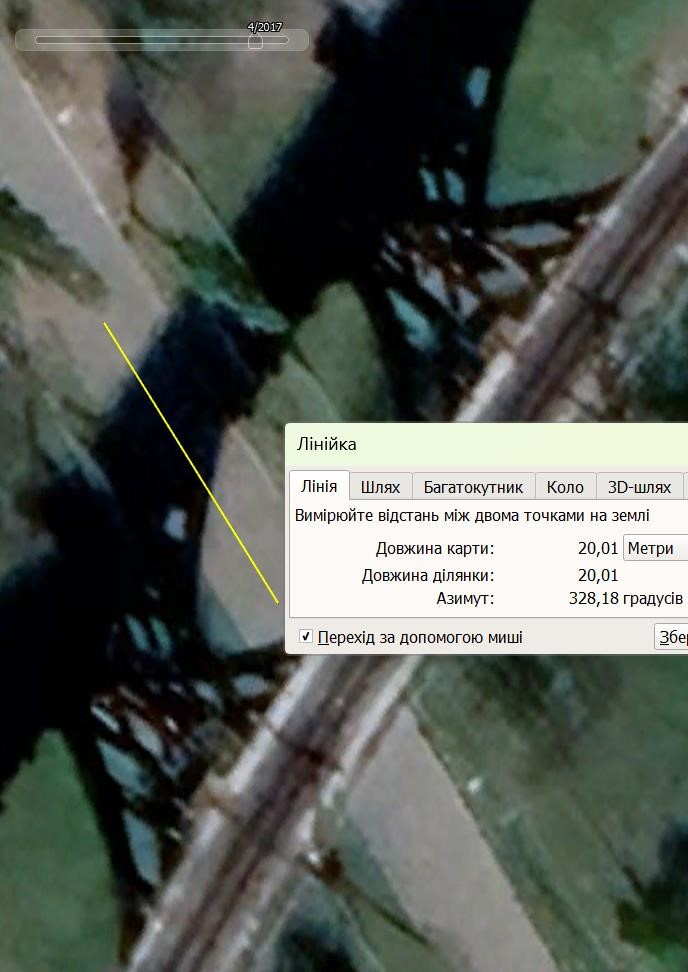 4/2017
Лінійка
Лінія Шлях Багатокутник Коло 3D-шлях
Вимірюйте відстань між двома точками на землі
Довжина карти: 20,01 Метри
Довжина ділянки: 20,01
Азимут: 328,18 градусів
Перехід за допомогою миші Збер